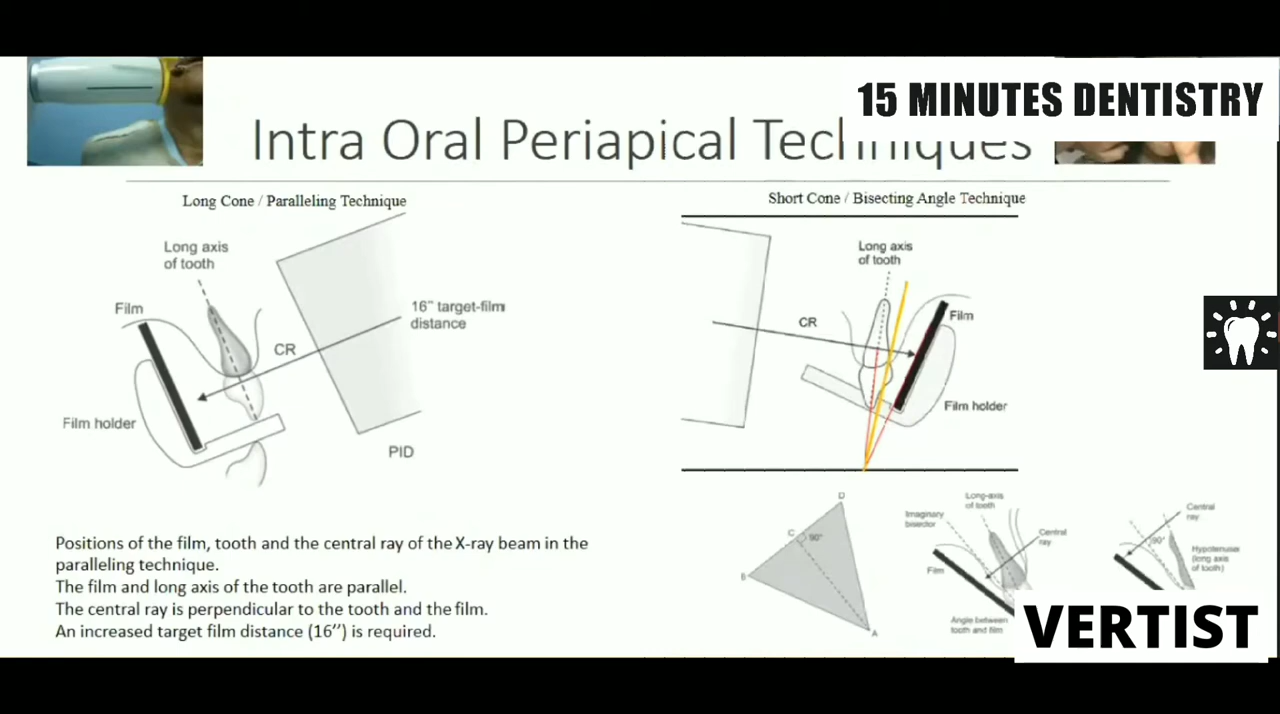 15 MINUTES DENTISTRY
Intra Oral Periapical Techniques
Long Cone / Paralleling Technique
Long axis
of tooth
Film
16" target-film
distance
CR
Film holder
PID
Positions of the film, tooth and the central ray of the X-ray beam in the
paralleling technique.
The film and long axis of the tooth are parallel.
The central ray is perpendicular to the tooth and the film.
An increased target film distance (16’’) is required.
Short Cone / Bisecting Angle Technique
Long axis
of tooth
CR
Film
Film holder
D
C 90°
B
A
Long-axis
of tooth
Imaginary
bisector
Central
ray
Film
Angle between
tooth and film
Central
ray
90°
Hypotenuse
(long axis
of tooth)
VERTIST